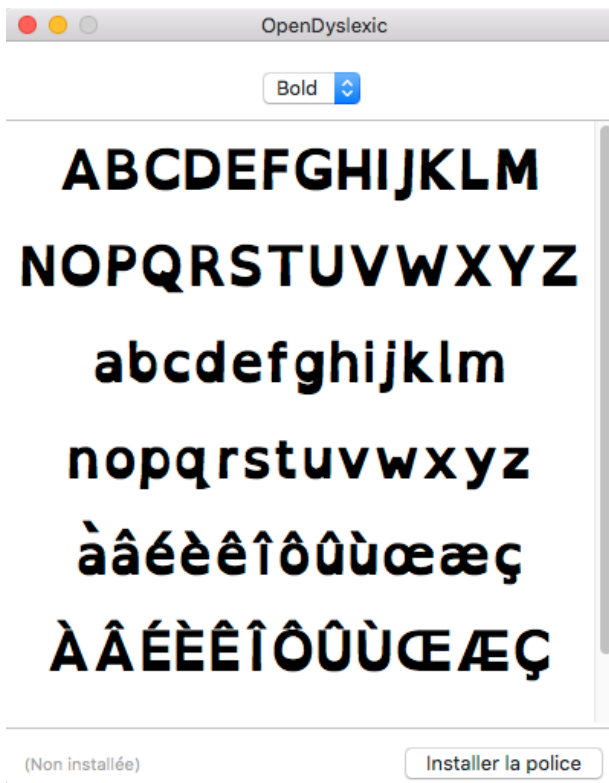 OpenDyslexic
Bold
ABCDEFGHIJKLM
NOPQRSTUVWXYZ
abcdefghijklm
nopqrstuvwxyz
àâéèêîôûùœæç
ÀÂÉÈÊÎÔÛÙŒÆÇ
(Non installée) Installer la police